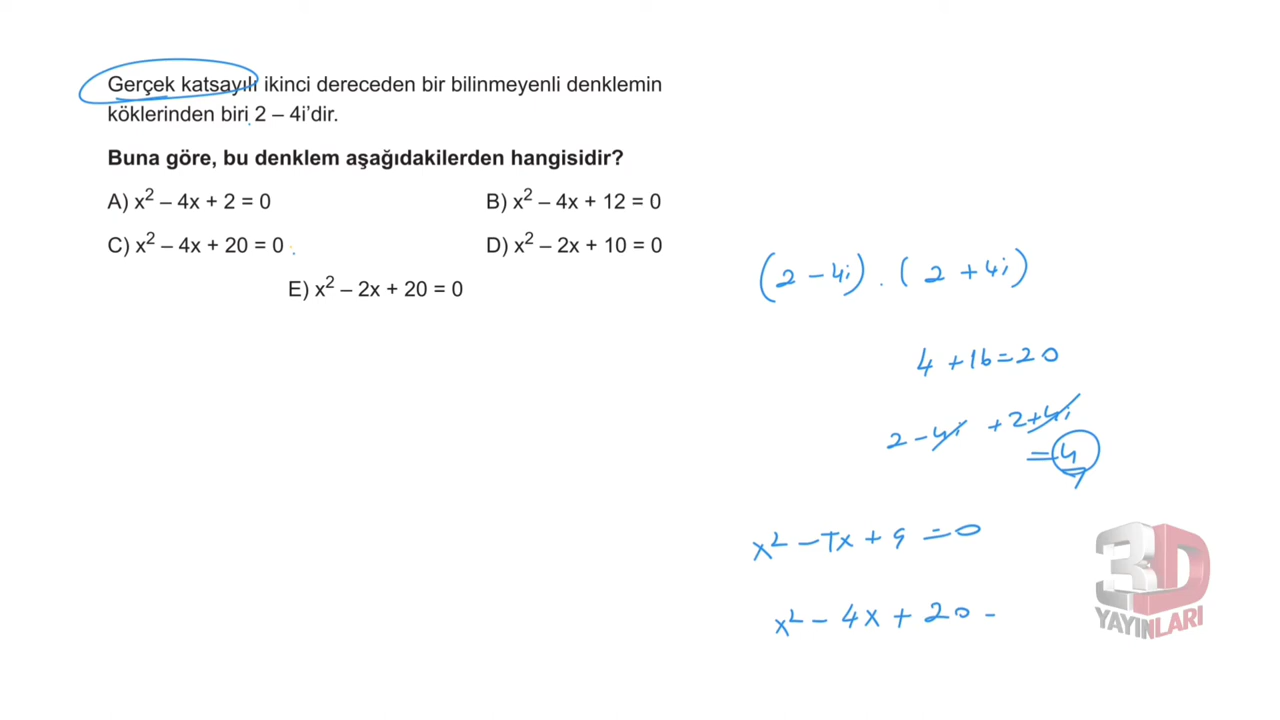 Gerçek katsayılı ikinci dereceden bir bilinmeyenli denklemin
köklerinden biri 2 – 4i’dir.
Buna göre, bu denklem aşağıdakilerden hangisidir?
A) x² – 4x + 2 = 0
B) x² – 4x + 12 = 0
C) x² – 4x + 20 = 0
D) x² – 2x + 10 = 0
E) x² – 2x + 20 = 0
(2 – 4i) . (2 + 4i)
4 + 16 = 20
2 – 4i + 2 + 4i
= 4
x² – Tx + Ç = 0
x² – 4x + 20 –
3D
YAYINLARI